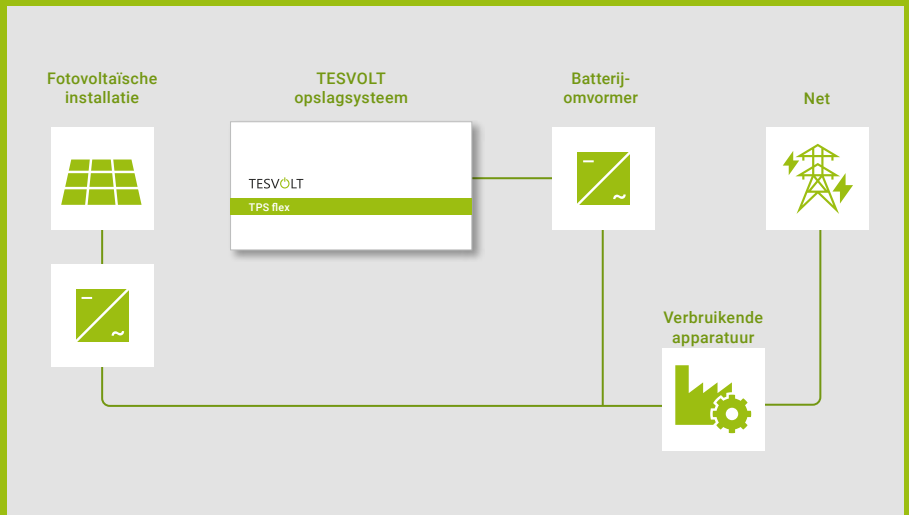 Fotovoltaïsche
installatie
TESVOLT
opslagsysteem
Batterij-
omvormer
Net
TESVOLT
TPS flex
Verbruikende
apparatuur